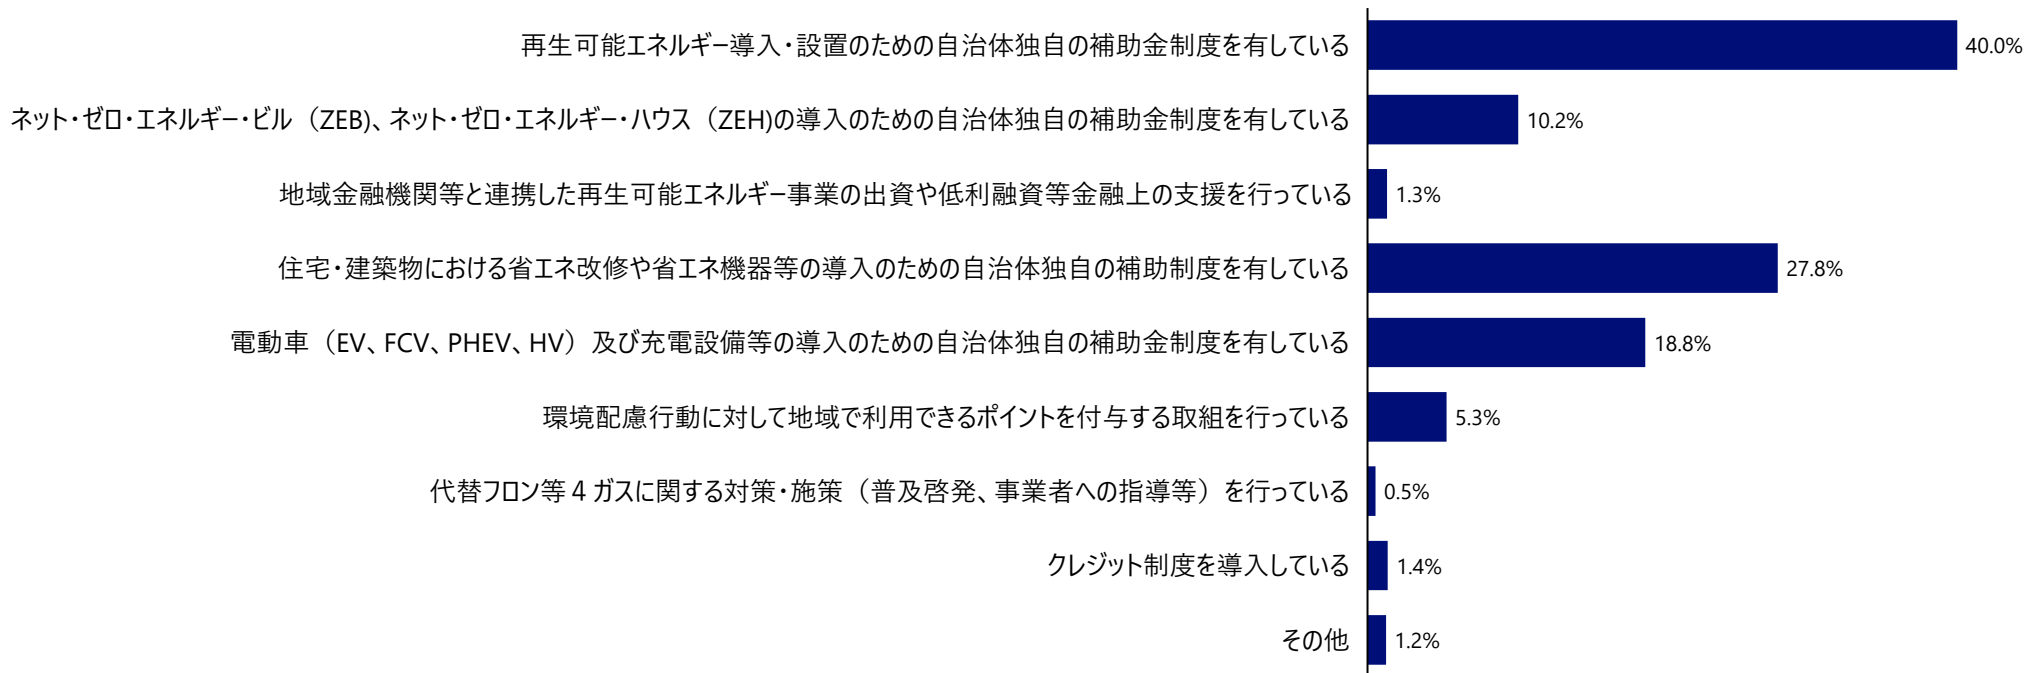 再生可能エネルギー導入・設置のための自治体独自の補助金制度を有している 40.0%
ネット・ゼロ・エネルギー・ビル（ZEB)、ネット・ゼロ・エネルギー・ハウス（ZEH)の導入のための自治体独自の補助金制度を有している 10.2%
地域金融機関等と連携した再生可能エネルギー事業の出資や低利融資等金融上の支援を行っている 1.3%
住宅・建築物における省エネ改修や省エネ機器等の導入のための自治体独自の補助制度を有している 27.8%
電動車（EV、FCV、PHEV、HV）及び充電設備等の導入のための自治体独自の補助金制度を有している 18.8%
環境配慮行動に対して地域で利用できるポイントを付与する取組を行っている 5.3%
代替フロン等４ガスに関する対策・施策（普及啓発、事業者への指導等）を行っている 0.5%
クレジット制度を導入している 1.4%
その他 1.2%